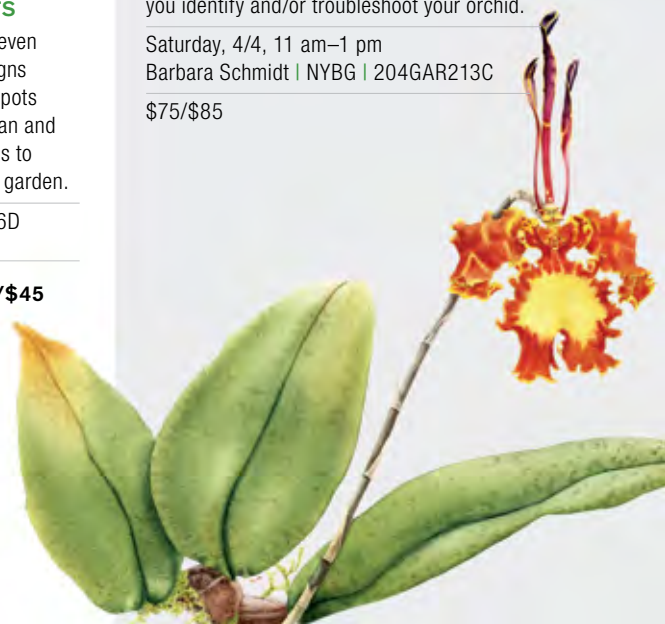 TS
even
gns
pots
an and
s to
garden.
6D
/$45
you identify and/or troubleshoot your orchid.
Saturday, 4/4, 11 am–1 pm
Barbara Schmidt | NYBG | 204GAR213C
$75/$85